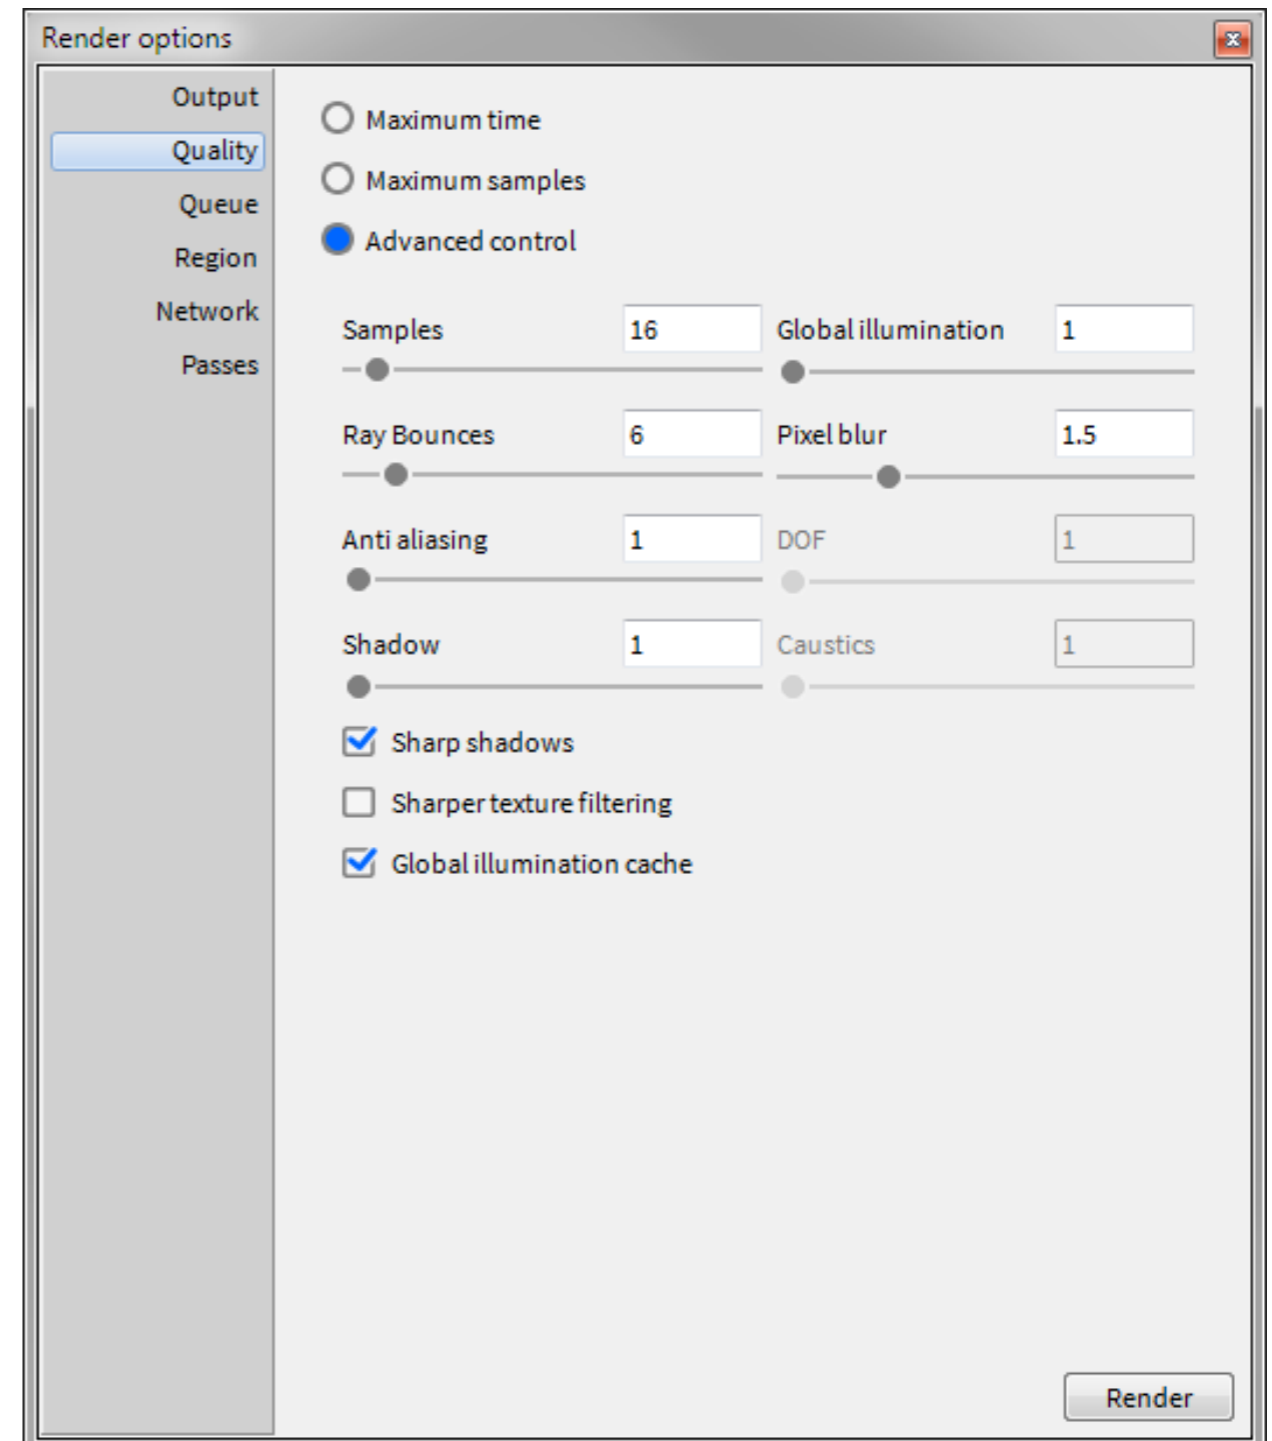 Render options
Output
Quality
Queue
Region
Network
Passes
Maximum time
Maximum samples
Advanced control
Samples 16 Global illumination 1
Ray Bounces 6 Pixel blur 1.5
Anti aliasing 1 DOF 1
Shadow 1 Caustics 1
Sharp shadows
Sharper texture filtering
Global illumination cache
Render